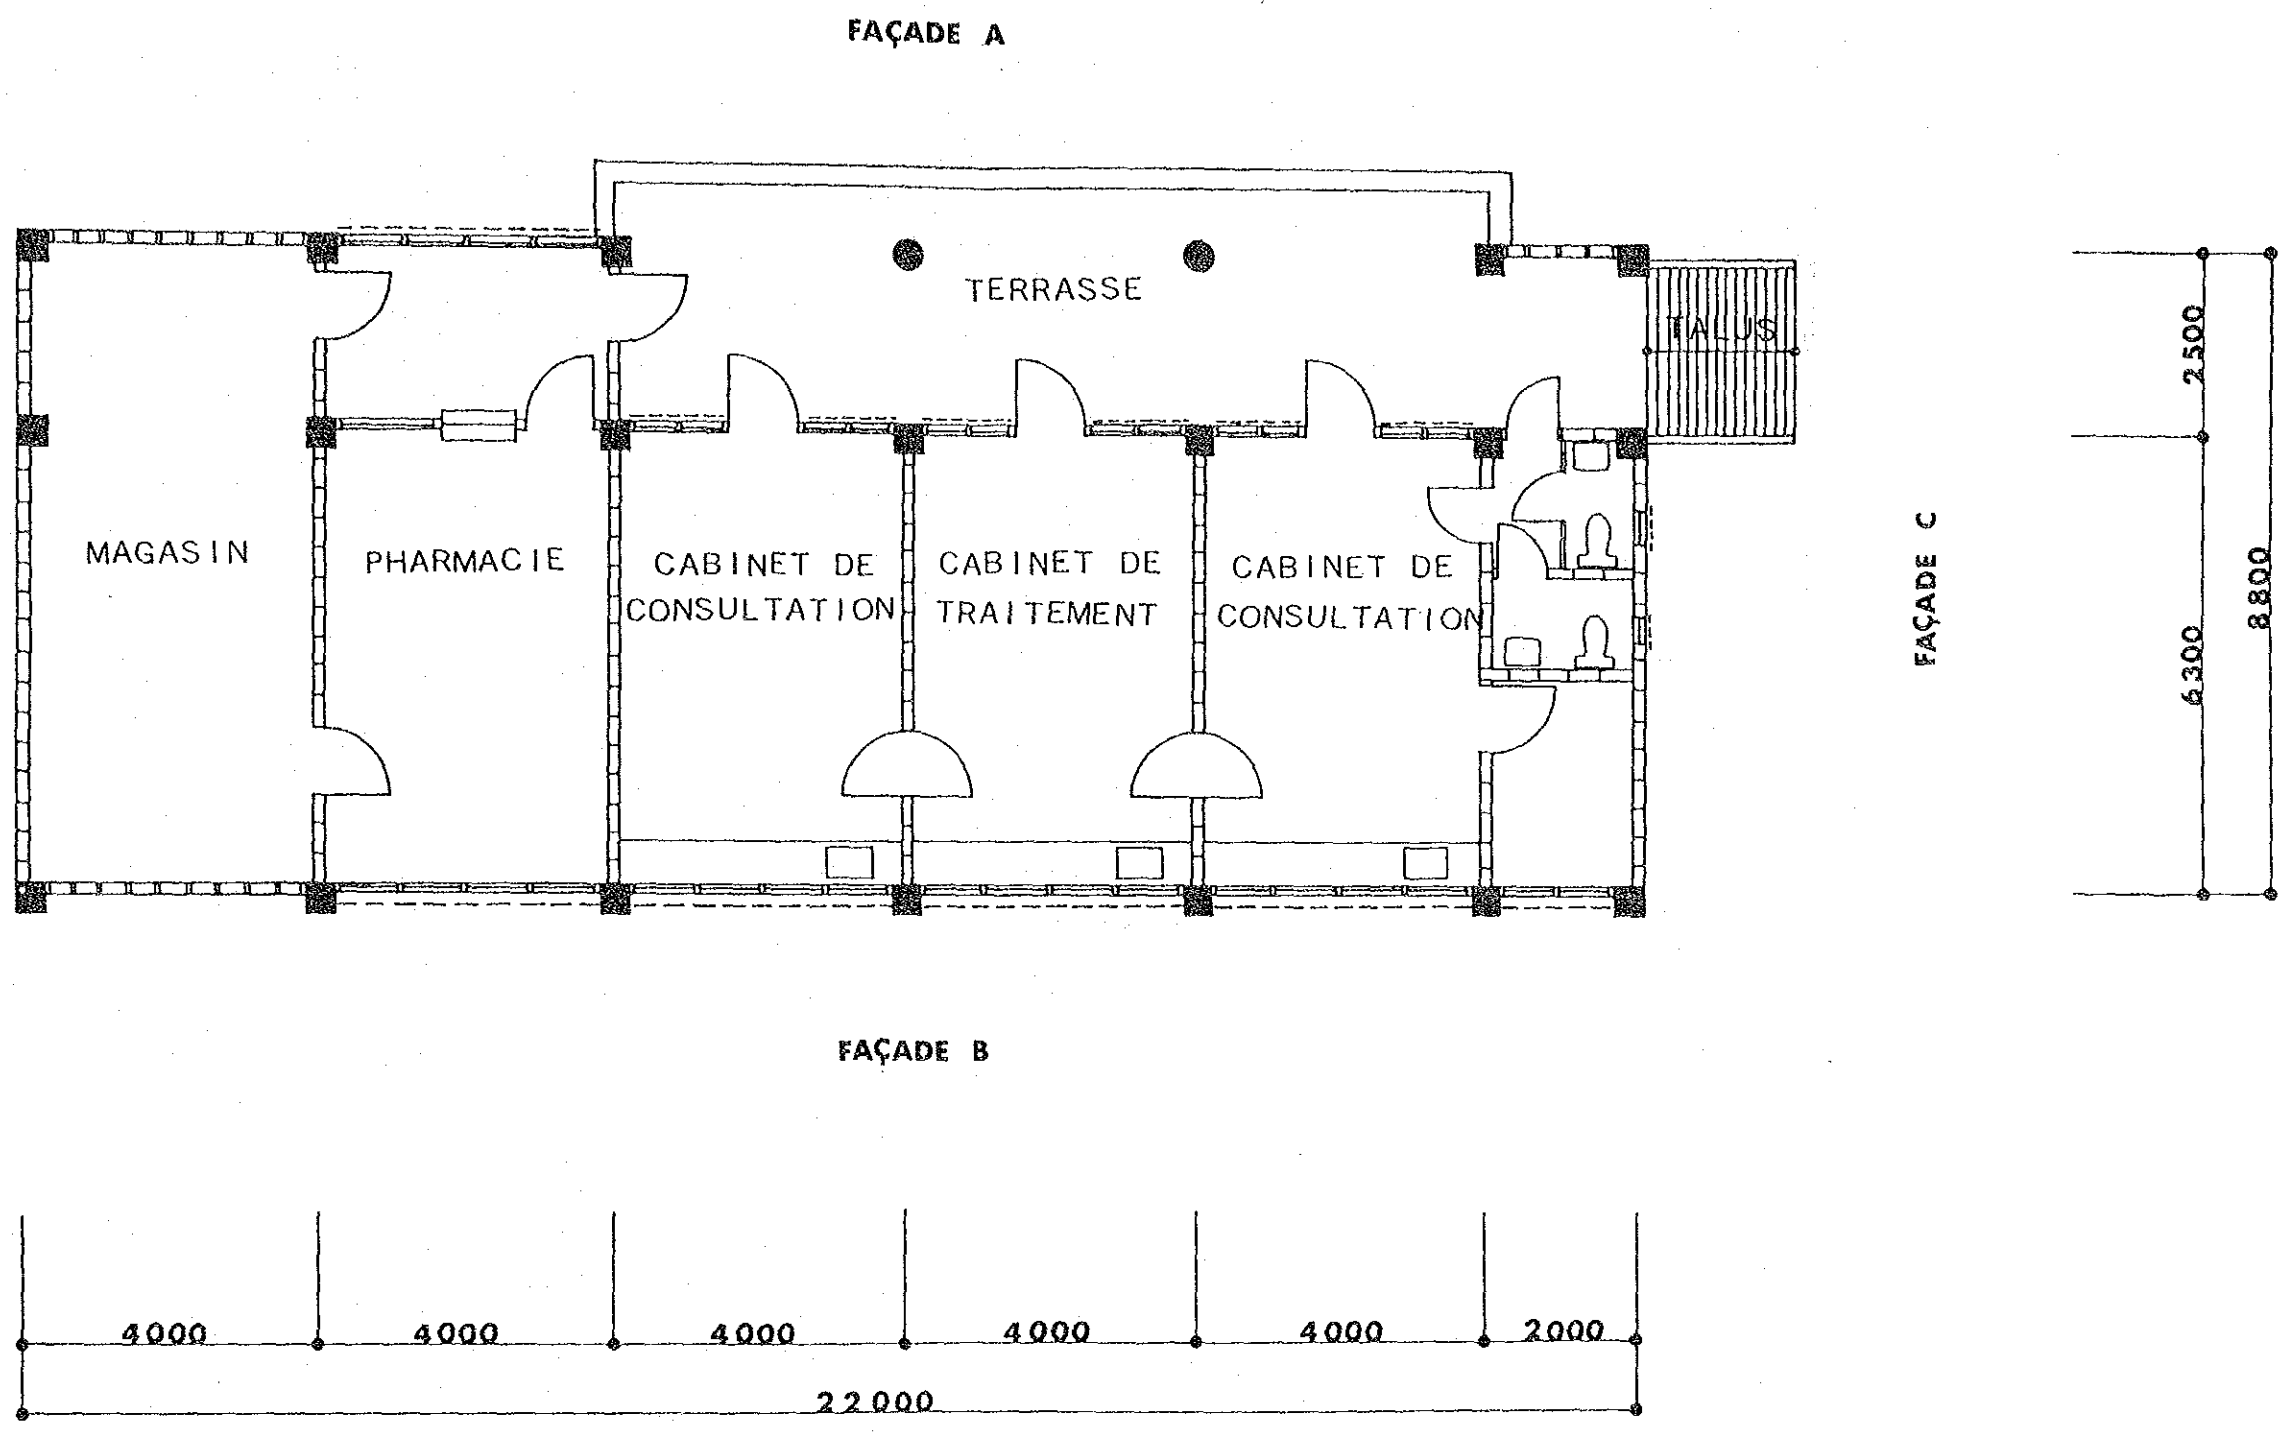 FAÇADE A
TERRASSE
TALUS
2500
MAGASIN
PHARMACIE
CABINET DE
CONSULTATION
CABINET DE
TRAITEMENT
CABINET DE
CONSULTATION
FAÇADE C
6300
8800
FAÇADE B
4000
4000
4000
4000
4000
2000
22000